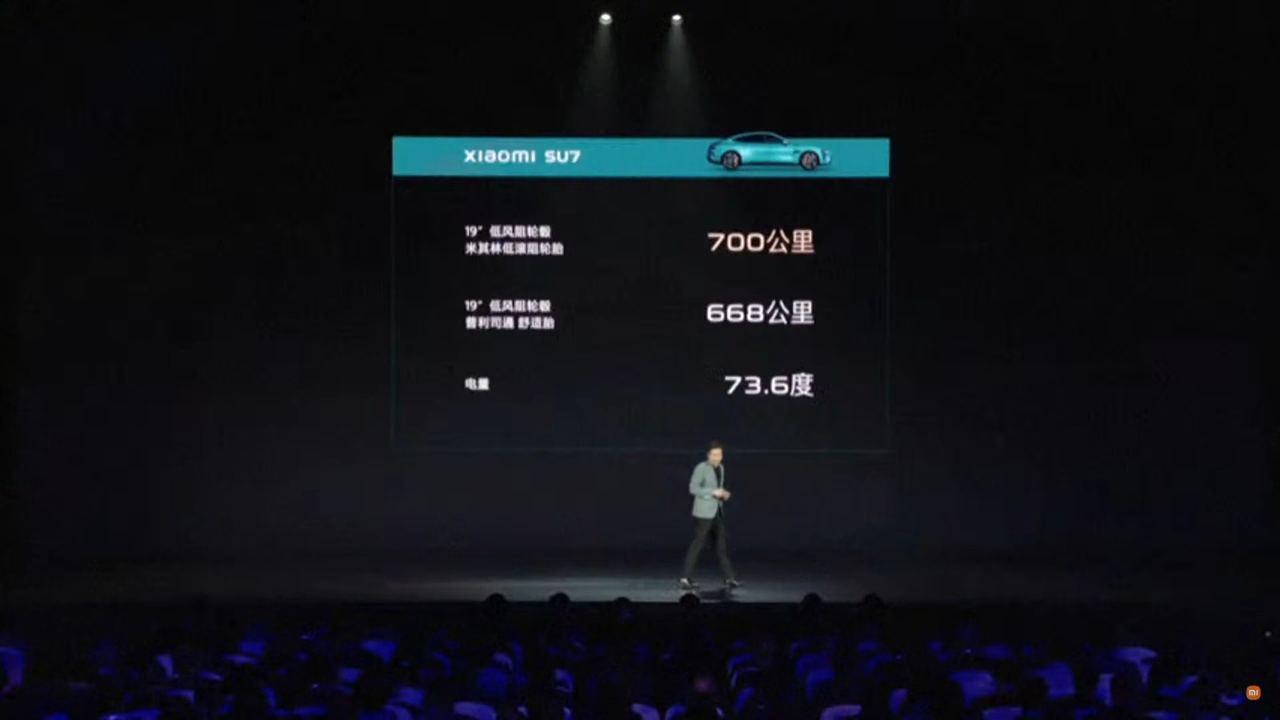 xiaomi SU7
19" 低风阻轮毂
米其林低滚阻轮胎
700公里
19" 低风阻轮毂
普利司通 舒适胎
668公里
电量
73.6度
mi